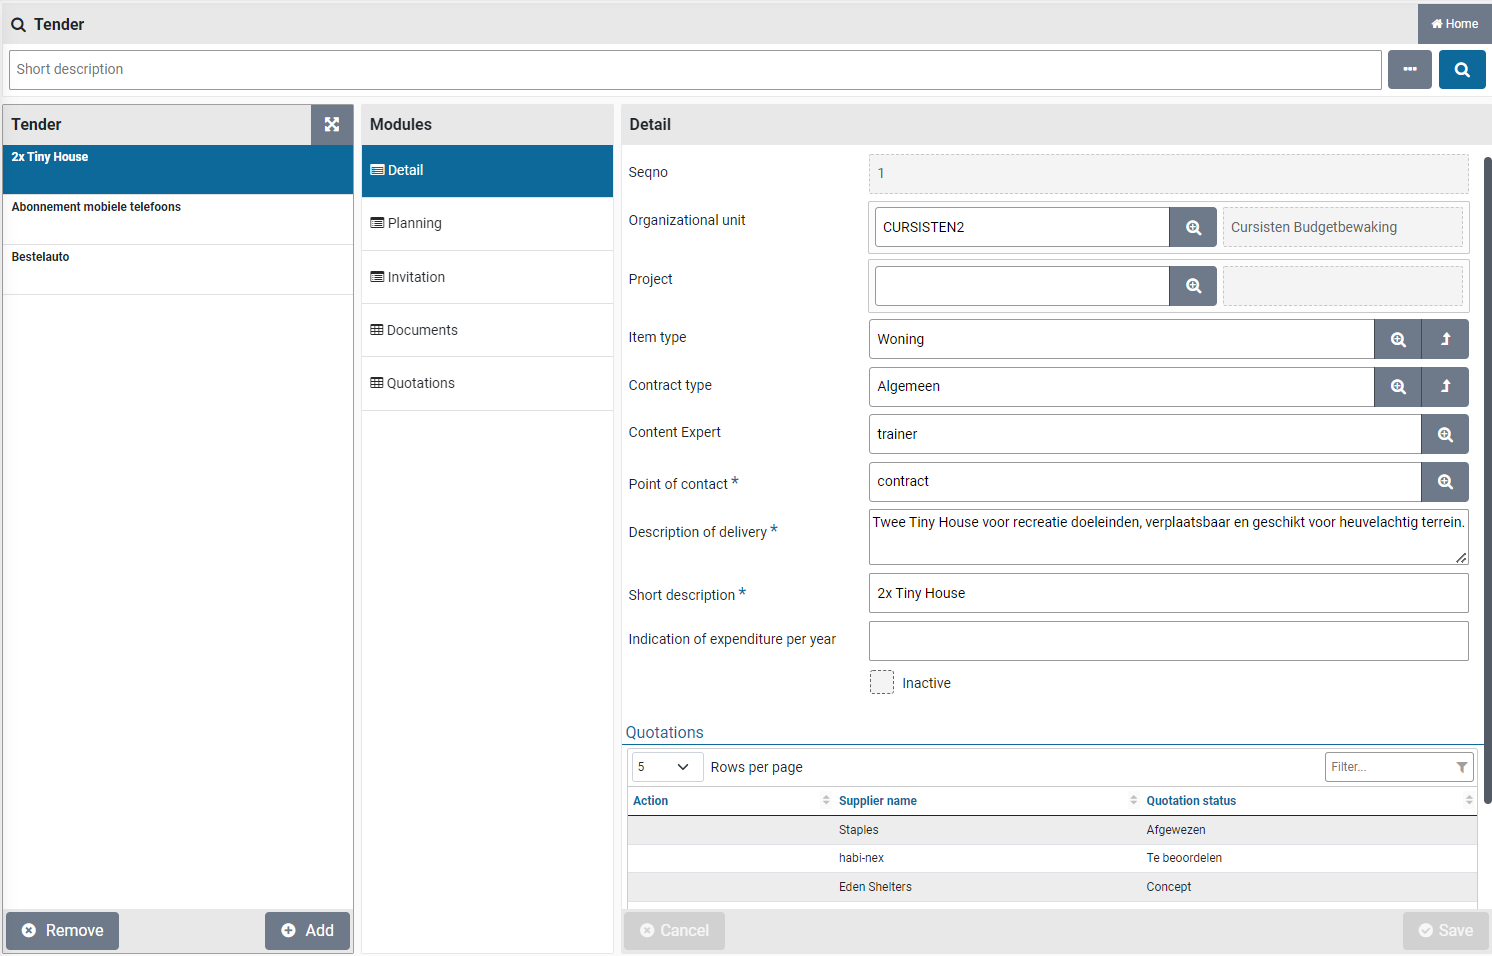 Tender
Home
Short description
Tender
2x Tiny House
Abonnement mobiele telefoons
Bestelauto
Remove
Add
Modules
Detail
Planning
Invitation
Documents
Quotations
Detail
Seqno
1
Organizational unit
CURSISTEN2
Cursisten Budgetbewaking
Project
Item type
Woning
Contract type
Algemeen
Content Expert
trainer
Point of contact *
contract
Description of delivery *
Twee Tiny House voor recreatie doeleinden, verplaatsbaar en geschikt voor heuvelachtig terrein.
Short description *
2x Tiny House
Indication of expenditure per year
Inactive
Quotations
5 Rows per page
Filter...
Action Supplier name Quotation status
Staples Afgewezen
habi-nex Te beoordelen
Eden Shelters Concept
Cancel
Save